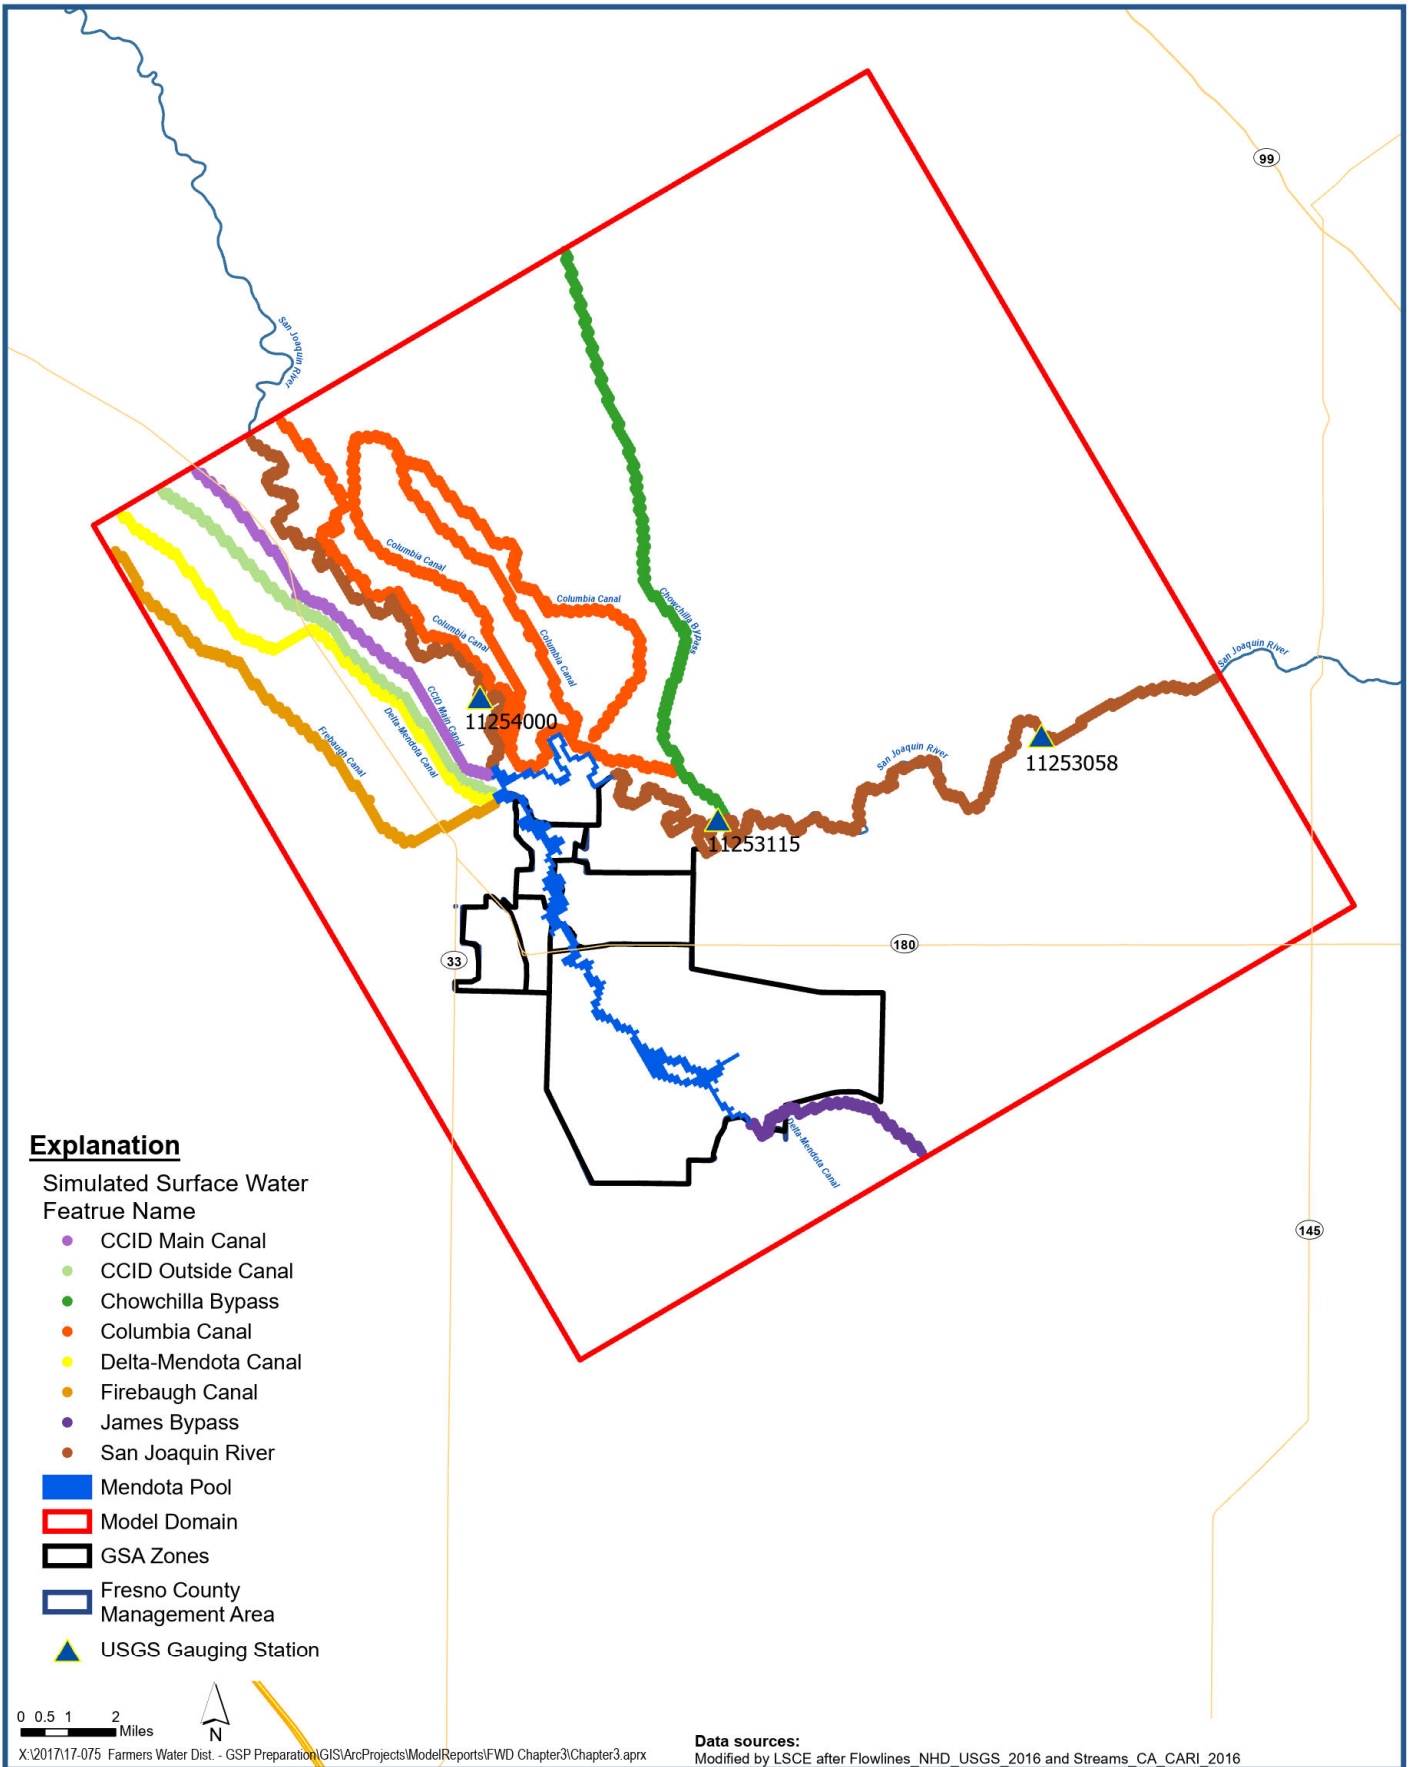 99
San Joaquin River
Columbia Canal
Columbia Canal
Chowchilla Bypass
Columbia Canal
Columbia Canal
San Joaquin River
CCID Main Canal
11254000
Delta-Mendota Canal
Firebaugh Canal
San Joaquin River
11253058
11253115
180
33
Delta-Mendota Canal
145
Explanation
Simulated Surface Water
Featrue Name
CCID Main Canal
CCID Outside Canal
Chowchilla Bypass
Columbia Canal
Delta-Mendota Canal
Firebaugh Canal
James Bypass
San Joaquin River
Mendota Pool
Model Domain
GSA Zones
Fresno County
Management Area
USGS Gauging Station
0 0.5 1 2
Miles
N
X:\2017\17-075 Farmers Water Dist. - GSP Preparation\GIS\ArcProjects\ModelReports\FWD Chapter3\Chapter3.aprx
Data sources:
Modified by LSCE after Flowlines_NHD_USGS_2016 and Streams_CA_CARI_2016